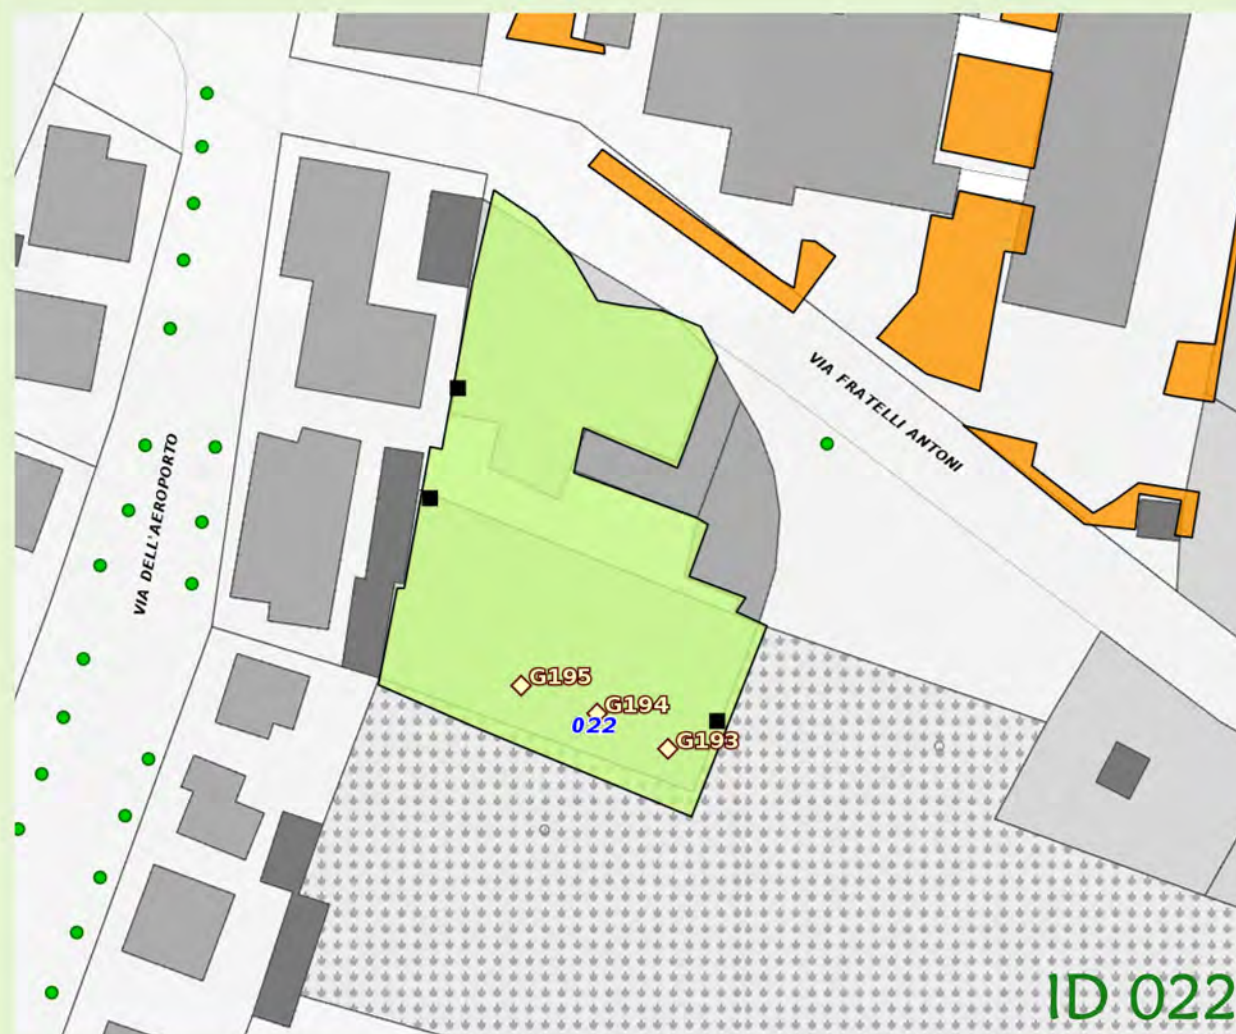 VIA FRATELLI ANTONI
VIA DELL'AEROPORTO
G195
G194
022
G193
ID 022